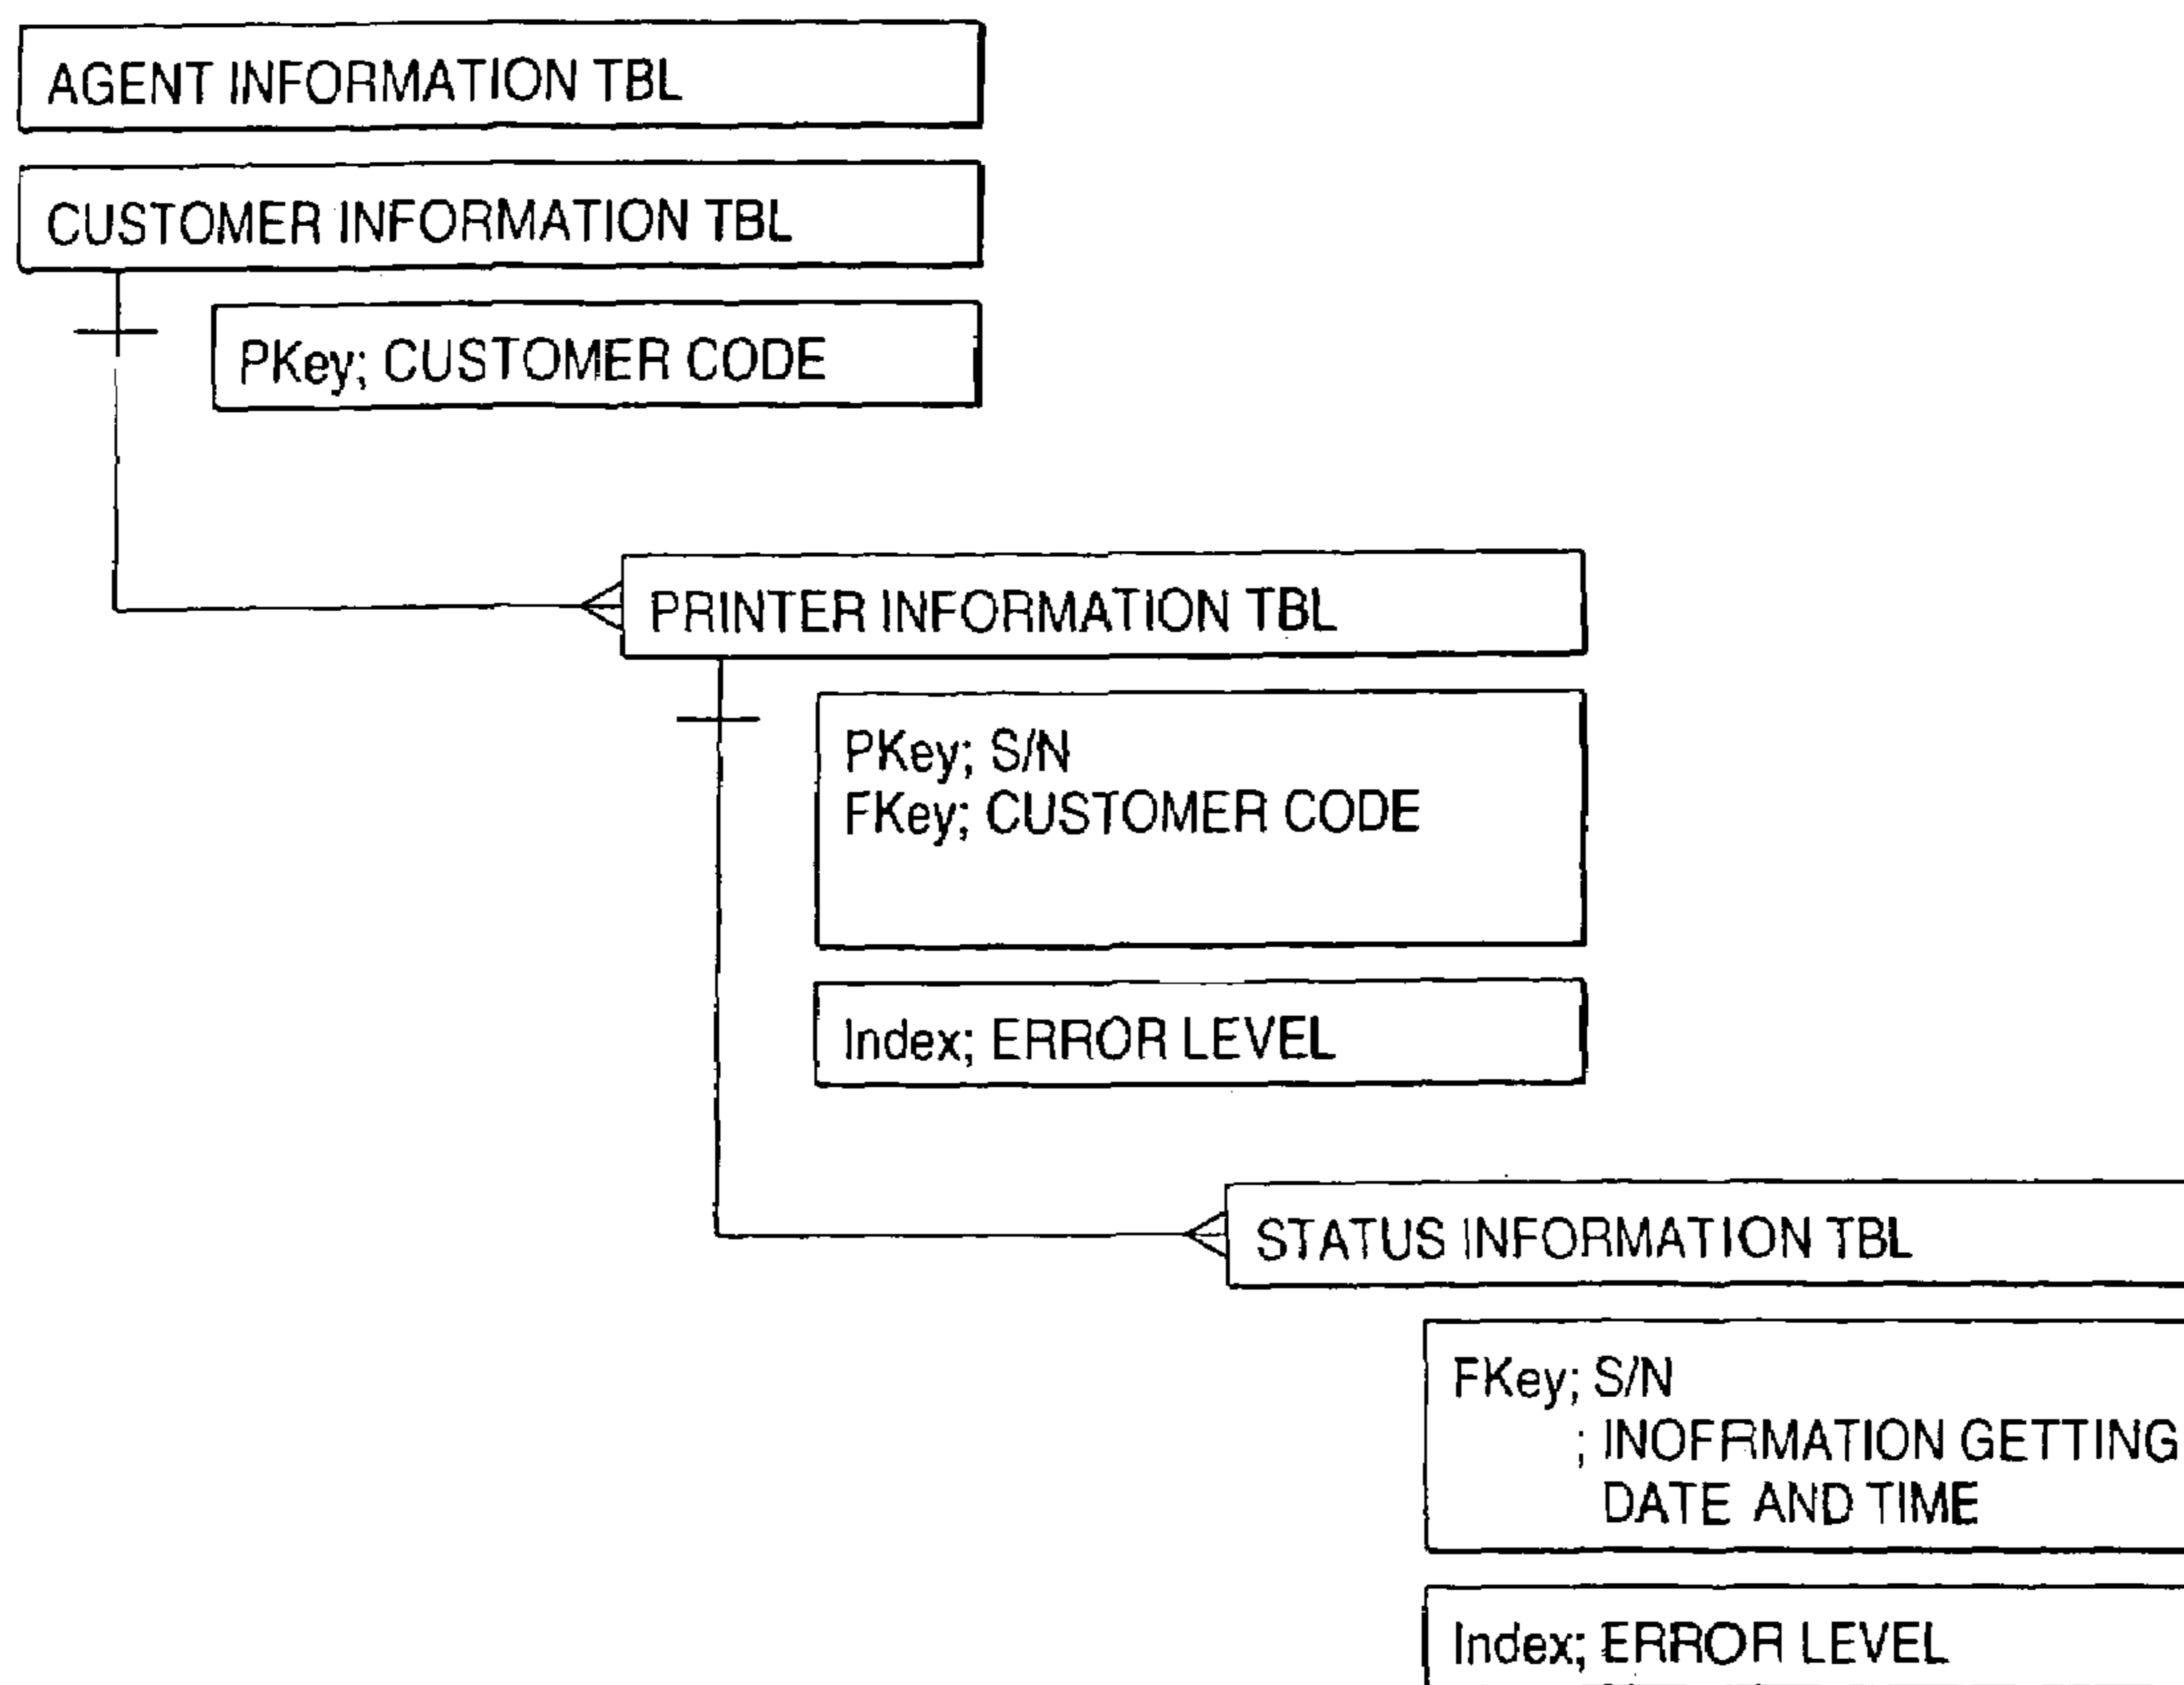 AGENT INFORMATION TBL
CUSTOMER INFORMATION TBL
PKey; CUSTOMER CODE
PRINTER INFORMATION TBL
PKey; S/N
FKey; CUSTOMER CODE
Index; ERROR LEVEL
STATUS INFORMATION TBL
FKey; S/N
; INOFRMATION GETTING
DATE AND TIME
Index; ERROR LEVEL